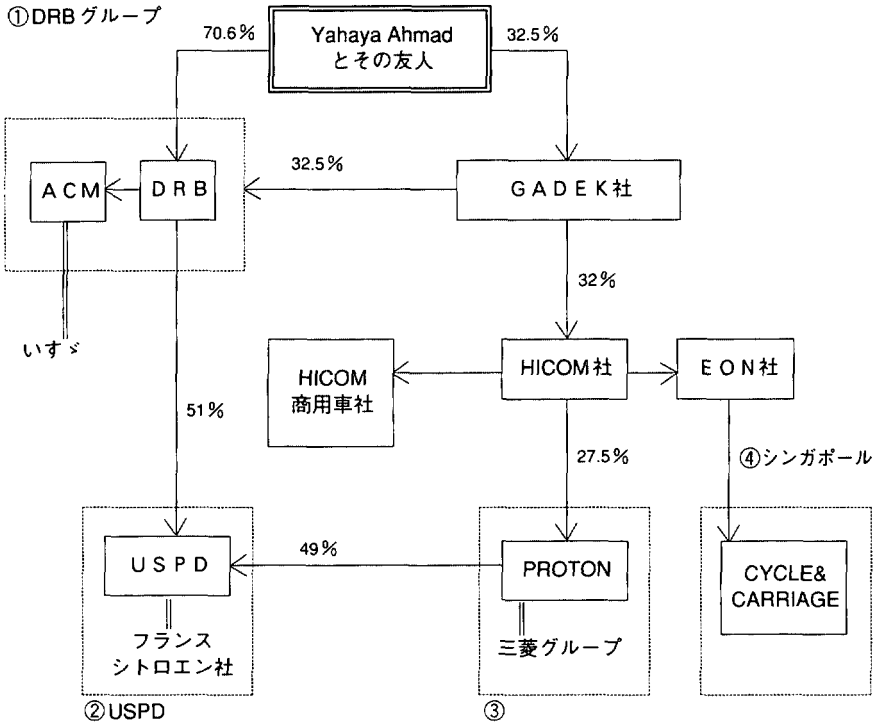 ①DRBグループ
70.6%
Yahaya Ahmad
とその友人
32.5%
ACM
DRB
32.5%
GADEK社
32%
いすゞ
HICOM
商用車社
HICOM社
EON社
51%
27.5%
④シンガポール
USPD
49%
PROTON
CYCLE&
CARRIAGE
フランス
シトロエン社
三菱グループ
②USPD
③